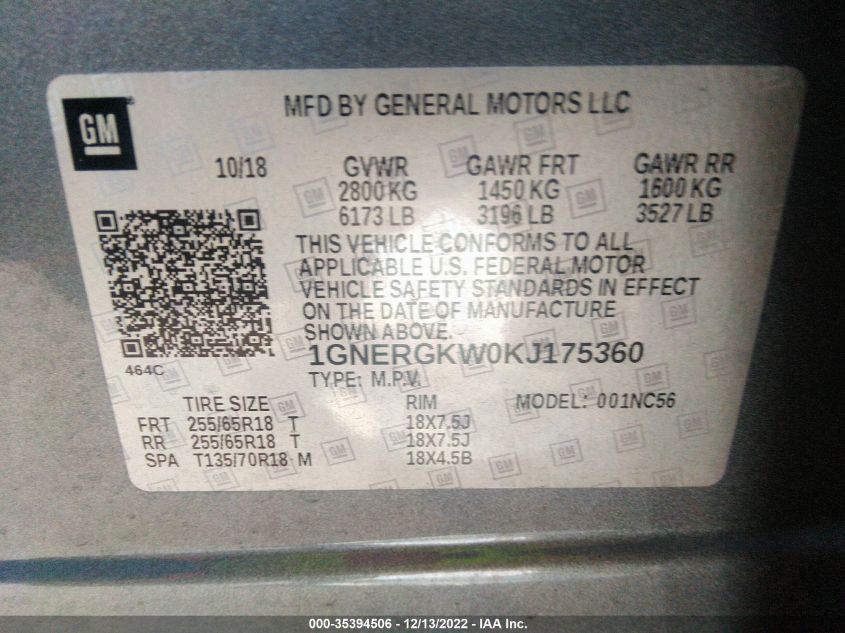 GM
MFD BY GENERAL MOTORS LLC
10/18 GVWR GAWR FRT GAWR RR
2800 KG 1450 KG 1600 KG
6173 LB 3196 LB 3527 LB
THIS VEHICLE CONFORMS TO ALL
APPLICABLE U.S. FEDERAL MOTOR
VEHICLE SAFETY STANDARDS IN EFFECT
ON THE DATE OF MANUFACTURE
SHOWN ABOVE.
464C
1GNERGKW0KJ175360
TYPE: M.P.V.
TIRE SIZE RIM MODEL: 001NC56
FRT 255/65R18 T 18X7.5J
RR 255/65R18 T 18X7.5J
SPA T135/70R18 M 18X4.5B
000-35394506 - 12/13/2022 - IAA Inc.